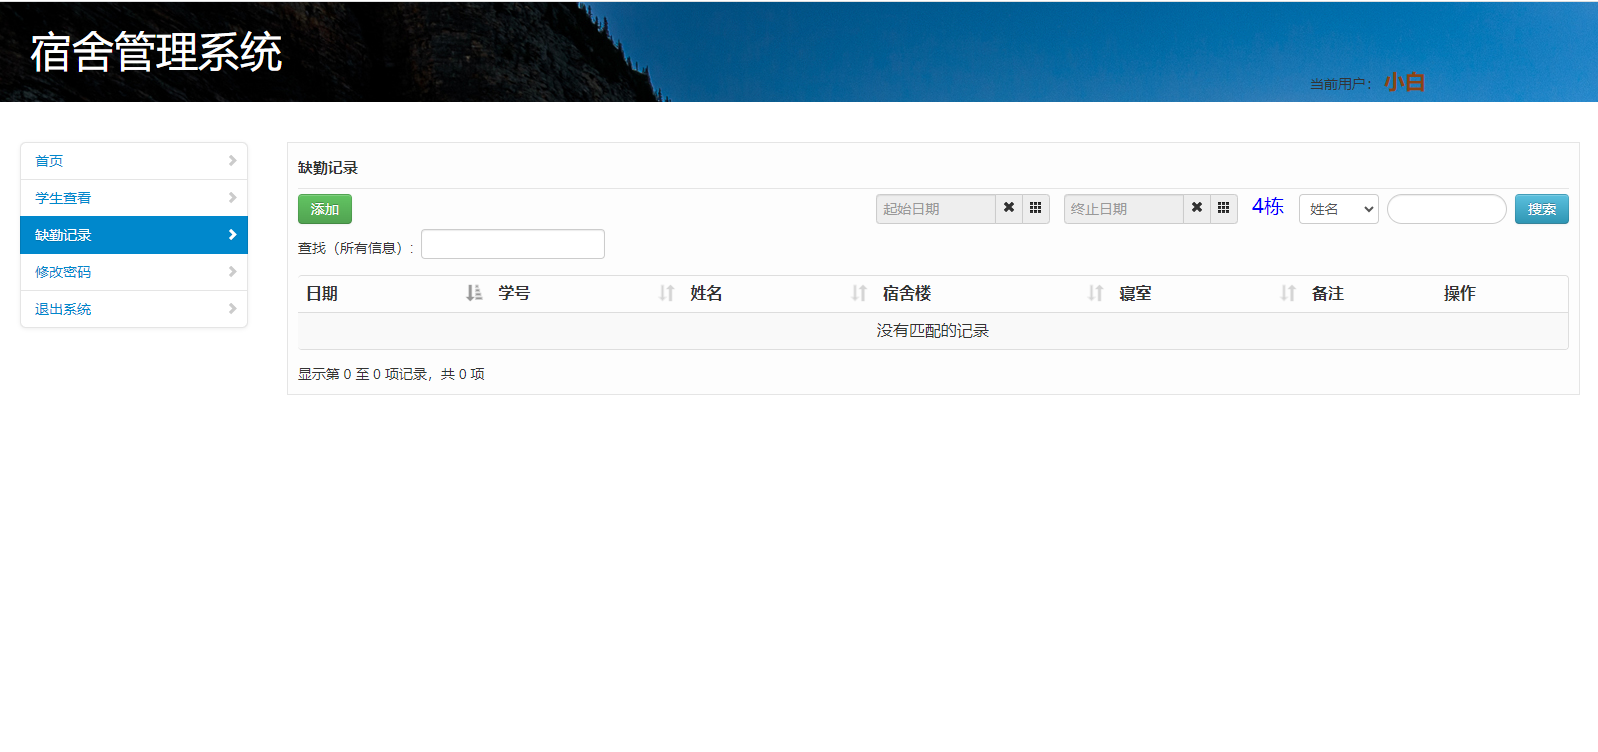 宿舍管理系统
当前用户： 小白
首页
学生查看
缺勤记录
修改密码
退出系统
缺勤记录
添加 起始日期 终止日期 4栋 姓名 搜索
查找（所有信息）:
日期 学号 姓名 宿舍楼 寝室 备注 操作
没有匹配的记录
显示第 0 至 0 项记录，共 0 项